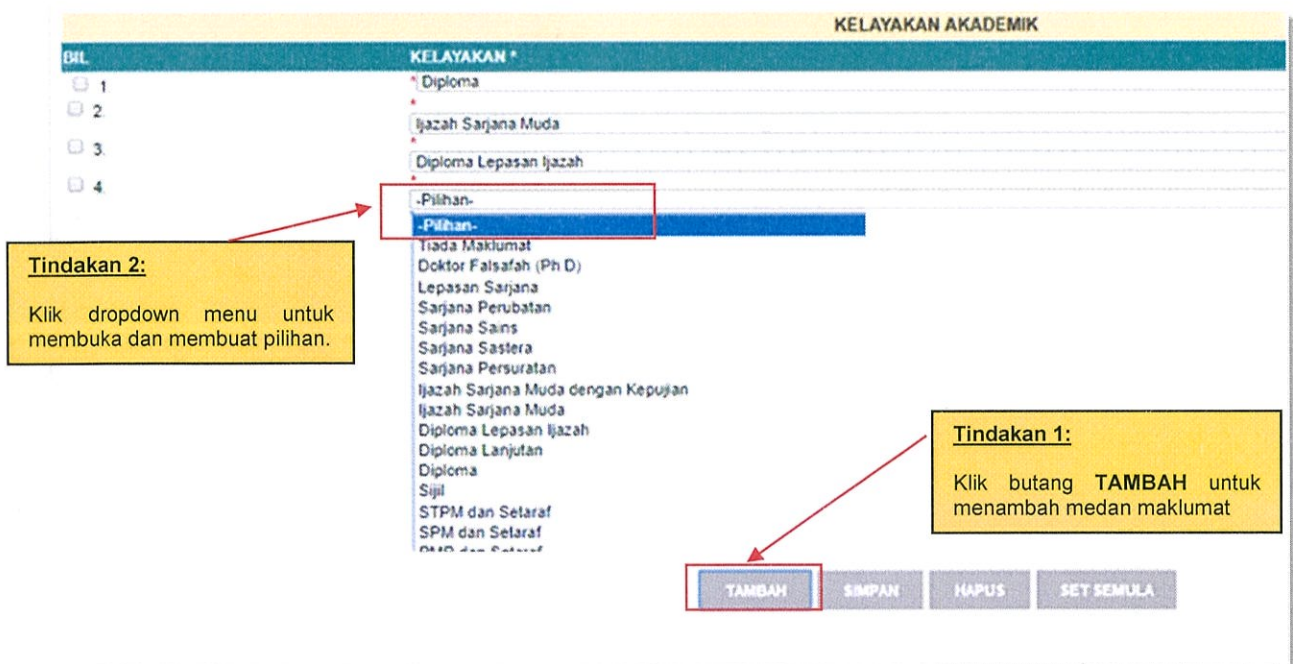 KELAYAKAN AKADEMIK
BIL. KELAYAKAN *
1 * Diploma
2. *
Ijazah Sarjana Muda
3. *
Diploma Lepasan Ijazah
4. *
-Pilihan-
-Pilihan-
Tiada Maklumat
Doktor Falsafah (Ph D)
Lepasan Sarjana
Sarjana Perubatan
Sarjana Sains
Sarjana Sastera
Sarjana Persuratan
Ijazah Sarjana Muda dengan Kepujian
Ijazah Sarjana Muda
Diploma Lepasan Ijazah
Diploma Lanjutan
Diploma
Sijil
STPM dan Setaraf
SPM dan Setaraf
PMR dan Setaraf
Tindakan 2:
Klik dropdown menu untuk
membuka dan membuat pilihan.
Tindakan 1:
Klik butang TAMBAH untuk
menambah medan maklumat
TAMBAH SIMPAN HAPUS SET SEMULA